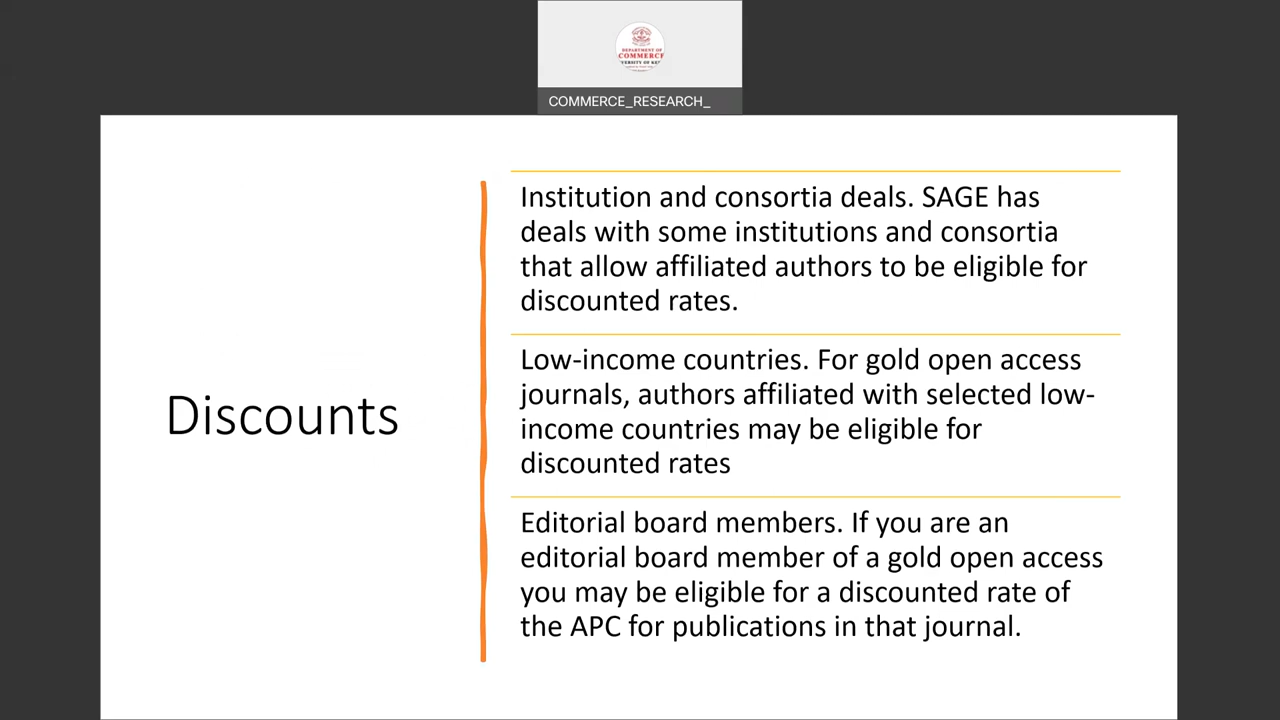 DEPARTMENT OF
COMMERCE
COMMERCE_RESEARCH_
Discounts
Institution and consortia deals. SAGE has
deals with some institutions and consortia
that allow affiliated authors to be eligible for
discounted rates.
Low-income countries. For gold open access
journals, authors affiliated with selected low-
income countries may be eligible for
discounted rates
Editorial board members. If you are an
editorial board member of a gold open access
you may be eligible for a discounted rate of
the APC for publications in that journal.